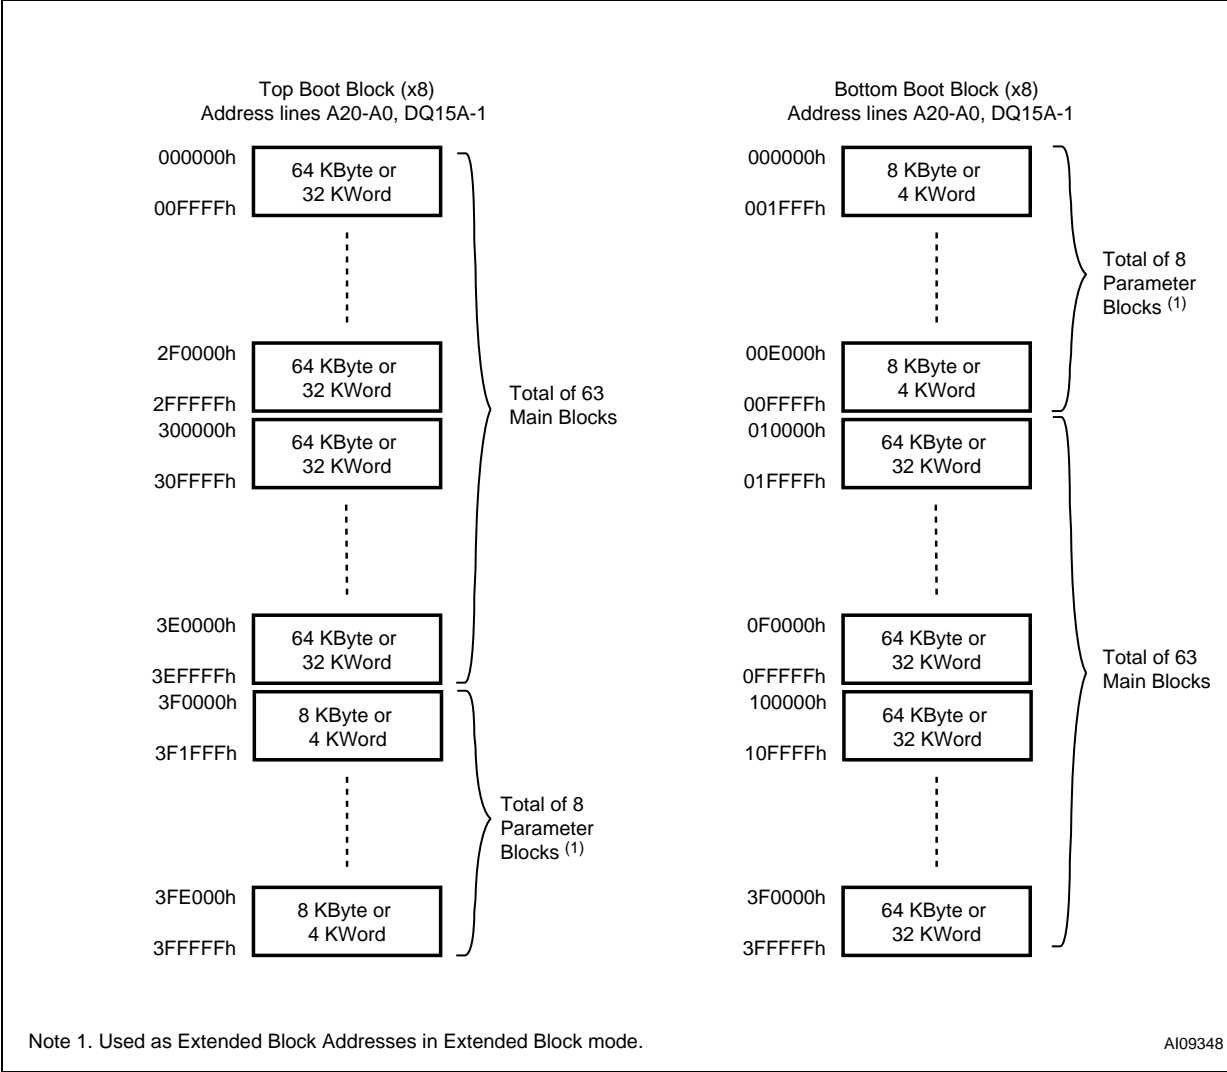 Top Boot Block (x8)
Address lines A20-A0, DQ15A-1
000000h
64 KByte or
32 KWord
00FFFFh
2F0000h
64 KByte or
32 KWord
2FFFFFh
300000h
64 KByte or
32 KWord
30FFFFh
Total of 63
Main Blocks
3E0000h
64 KByte or
32 KWord
3EFFFFh
3F0000h
8 KByte or
4 KWord
3F1FFFh
Total of 8
Parameter
Blocks (1)
3FE000h
8 KByte or
4 KWord
3FFFFFh
Bottom Boot Block (x8)
Address lines A20-A0, DQ15A-1
000000h
8 KByte or
4 KWord
001FFFh
Total of 8
Parameter
Blocks (1)
00E000h
8 KByte or
4 KWord
00FFFFh
010000h
64 KByte or
32 KWord
01FFFFh
0F0000h
64 KByte or
32 KWord
0FFFFFh
Total of 63
Main Blocks
100000h
64 KByte or
32 KWord
10FFFFh
3F0000h
64 KByte or
32 KWord
3FFFFFh
Note 1. Used as Extended Block Addresses in Extended Block mode.
AI09348